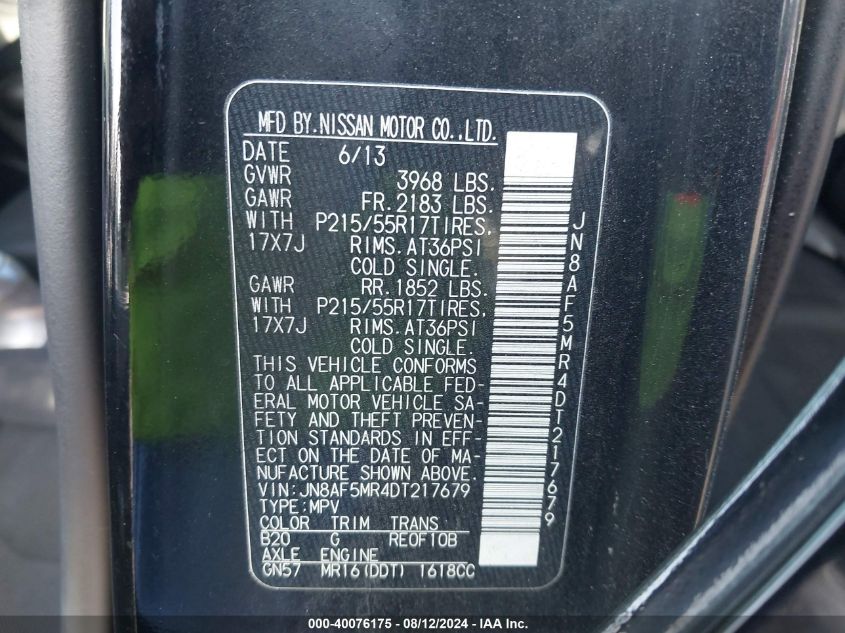 MFD BY.NISSAN MOTOR CO.,LTD.
DATE 6/13
GVWR 3968 LBS.
GAWR FR.2183 LBS.
WITH P215/55R17TIRES,
17X7J RIMS.AT36PSI
COLD SINGLE.
GAWR RR.1852 LBS.
WITH P215/55R17TIRES,
17X7J RIMS.AT36PSI
COLD SINGLE.
THIS VEHICLE CONFORMS
TO ALL APPLICABLE FED-
ERAL MOTOR VEHICLE SA-
FETY AND THEFT PREVEN-
TION STANDARDS IN EFF-
ECT ON THE DATE OF MA-
NUFACTURE SHOWN ABOVE.
VIN:JN8AF5MR4DT217679
TYPE:MPV
COLOR TRIM TRANS
B20 G RE0F10B
AXLE ENGINE
GN57 MR16(DDT) 1618CC
JN8AF5MR4DT217679
000-40076175 - 08/12/2024 - IAA Inc.